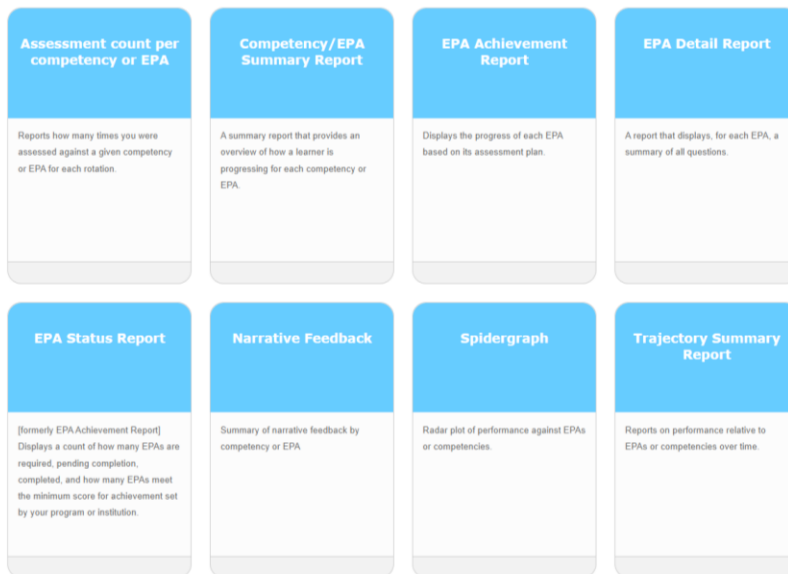 Assessment count per
competency or EPA
Reports how many times you were
assessed against a given competency
or EPA for each rotation.
Competency/EPA
Summary Report
A summary report that provides an
overview of how a learner is
progressing for each competency or
EPA.
EPA Achievement
Report
Displays the progress of each EPA
based on its assessment plan.
EPA Detail Report
A report that displays, for each EPA, a
summary of all questions.
EPA Status Report
[formerly EPA Achievement Report]
Displays a count of how many EPAs are
required, pending completion,
completed, and how many EPAs meet
the minimum score for achievement set
by your program or institution.
Narrative Feedback
Summary of narrative feedback by
competency or EPA
Spidergraph
Radar plot of performance against EPAs
or competencies.
Trajectory Summary
Report
Reports on performance relative to
EPAs or competencies over time.